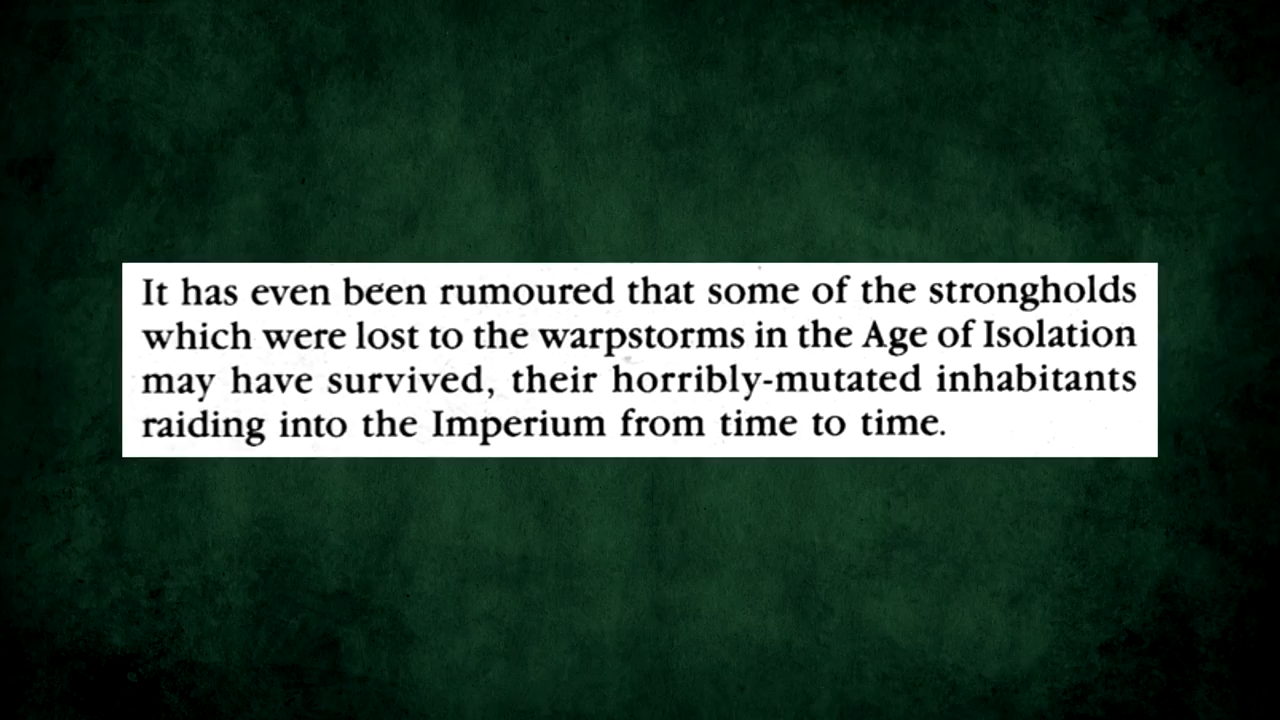 It has even been rumoured that some of the strongholds
which were lost to the warpstorms in the Age of Isolation
may have survived, their horribly-mutated inhabitants
raiding into the Imperium from time to time.